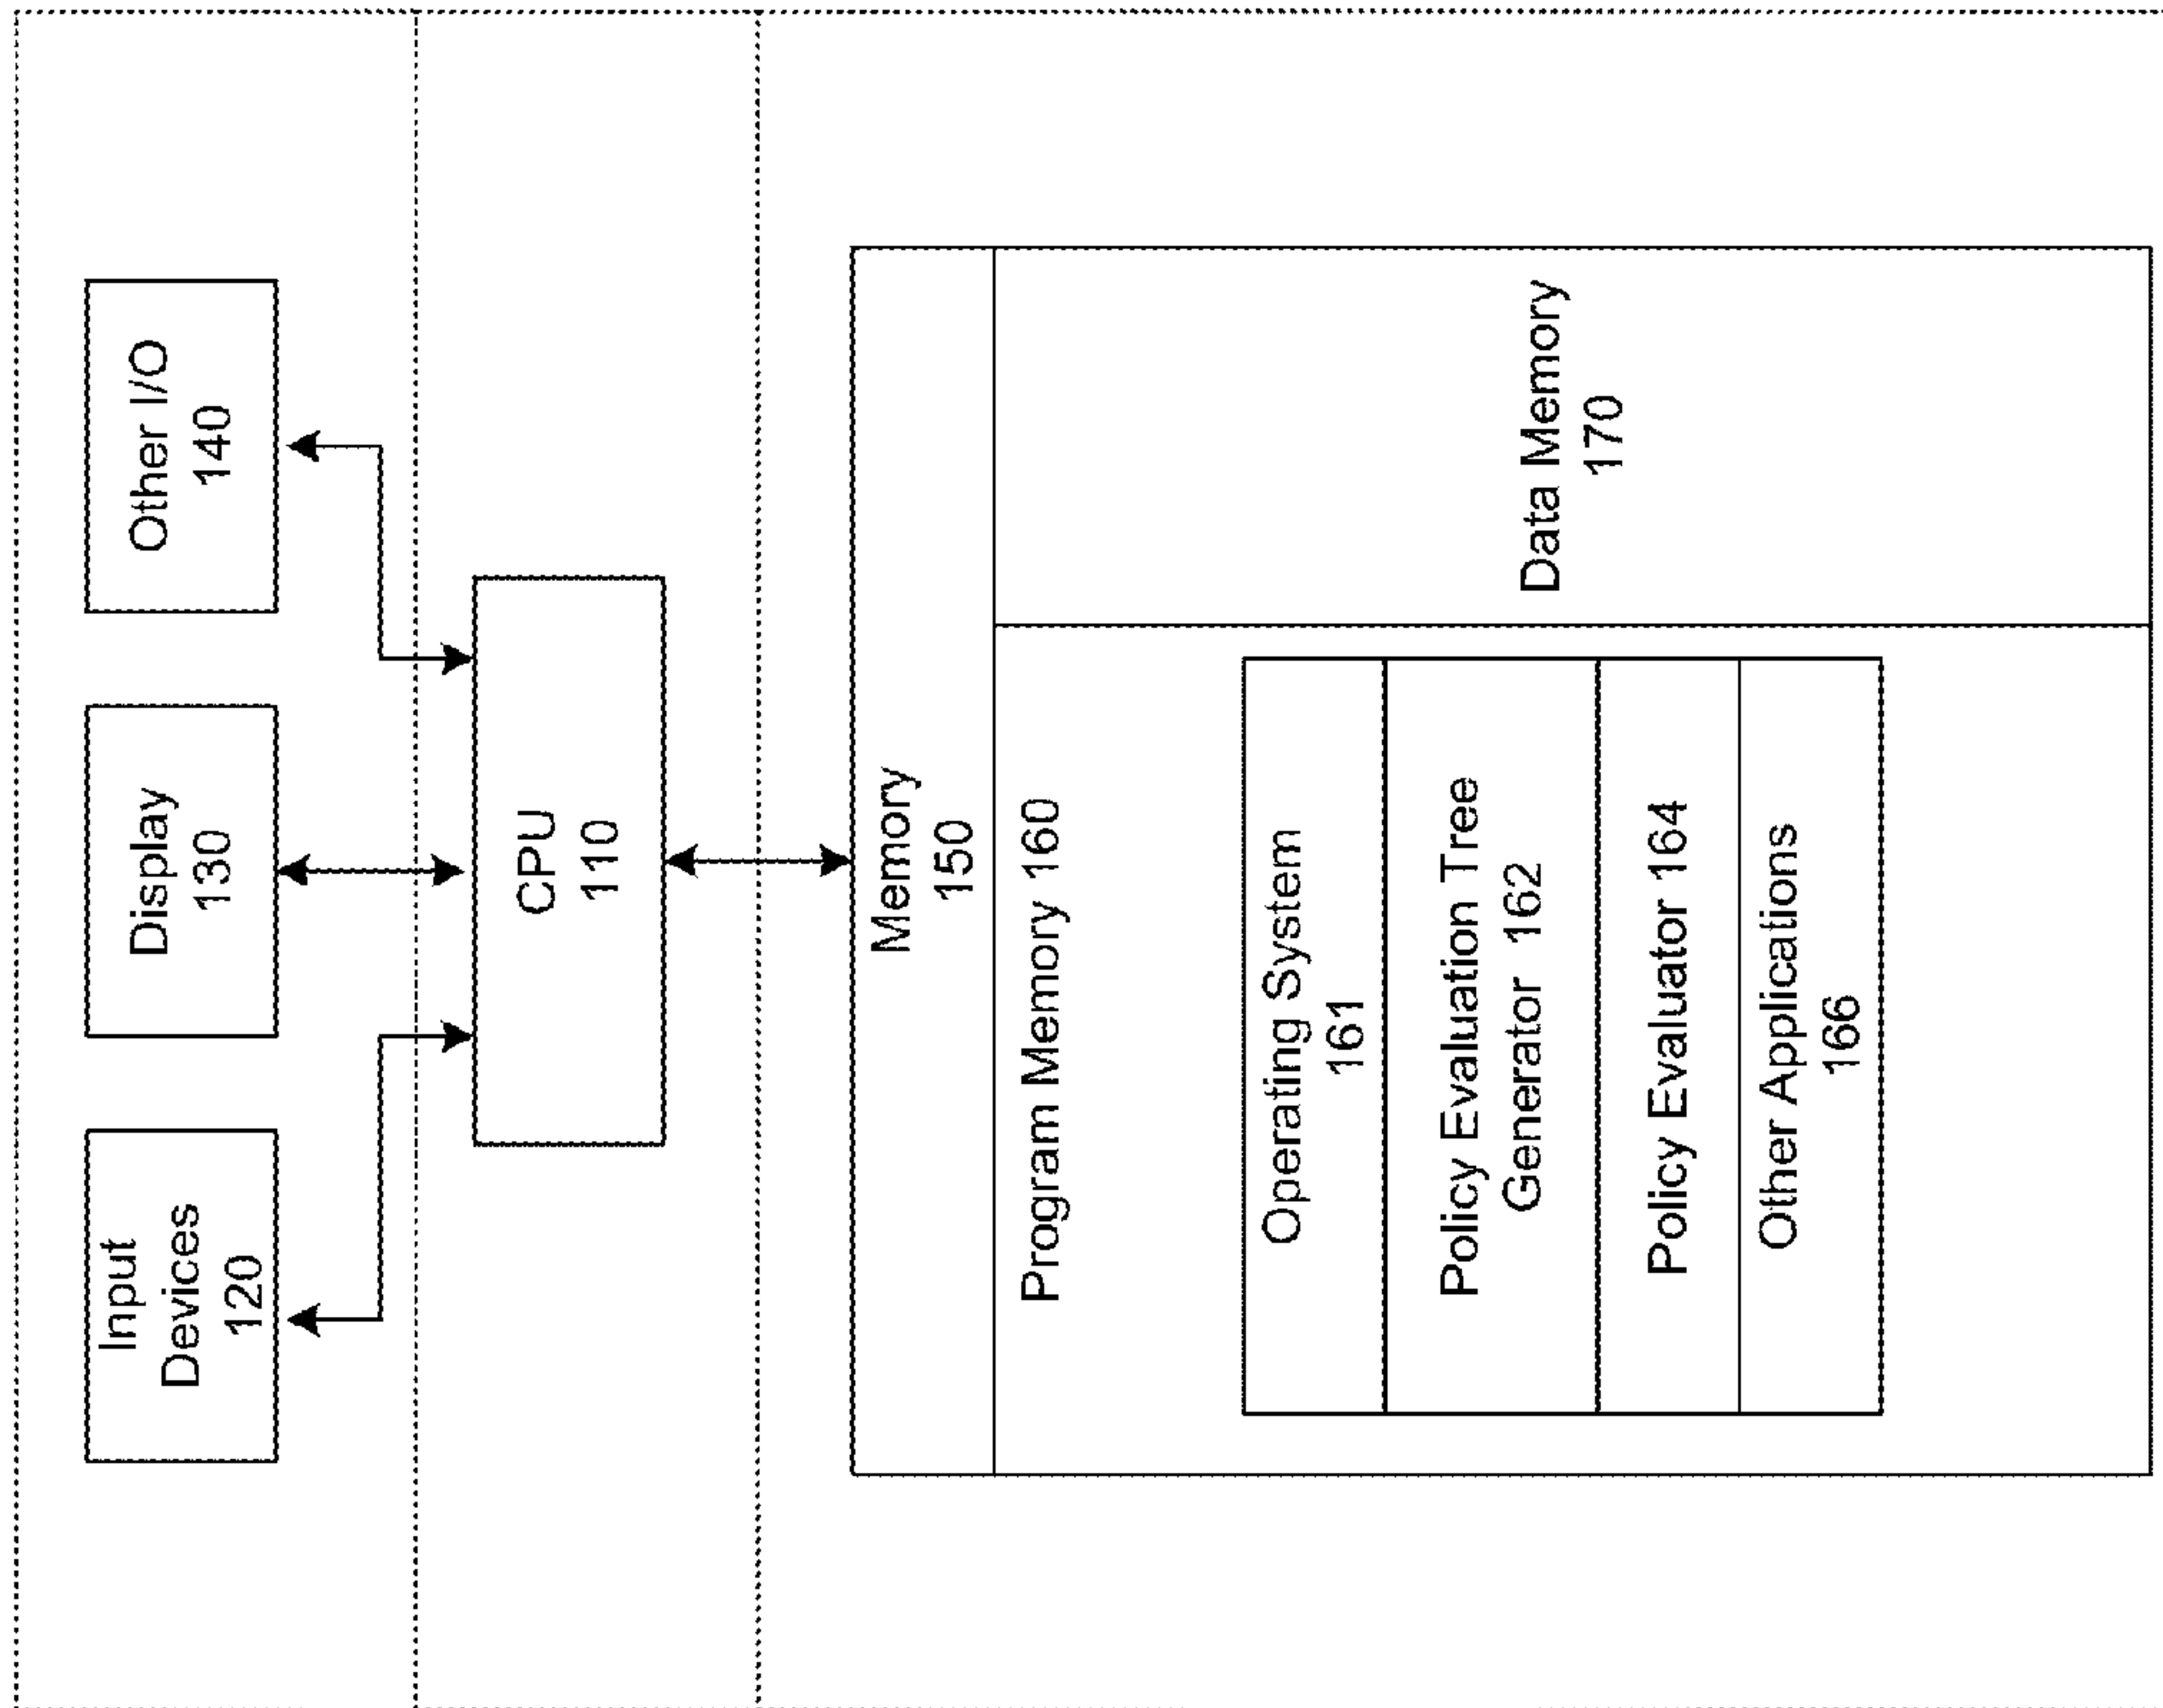 Input
Devices
120
Display
130
Other I/O
140
CPU
110
Memory
150
Program Memory 160
Operating System
161
Policy Evaluation Tree
Generator 162
Policy Evaluator 164
Other Applications
166
Data Memory
170